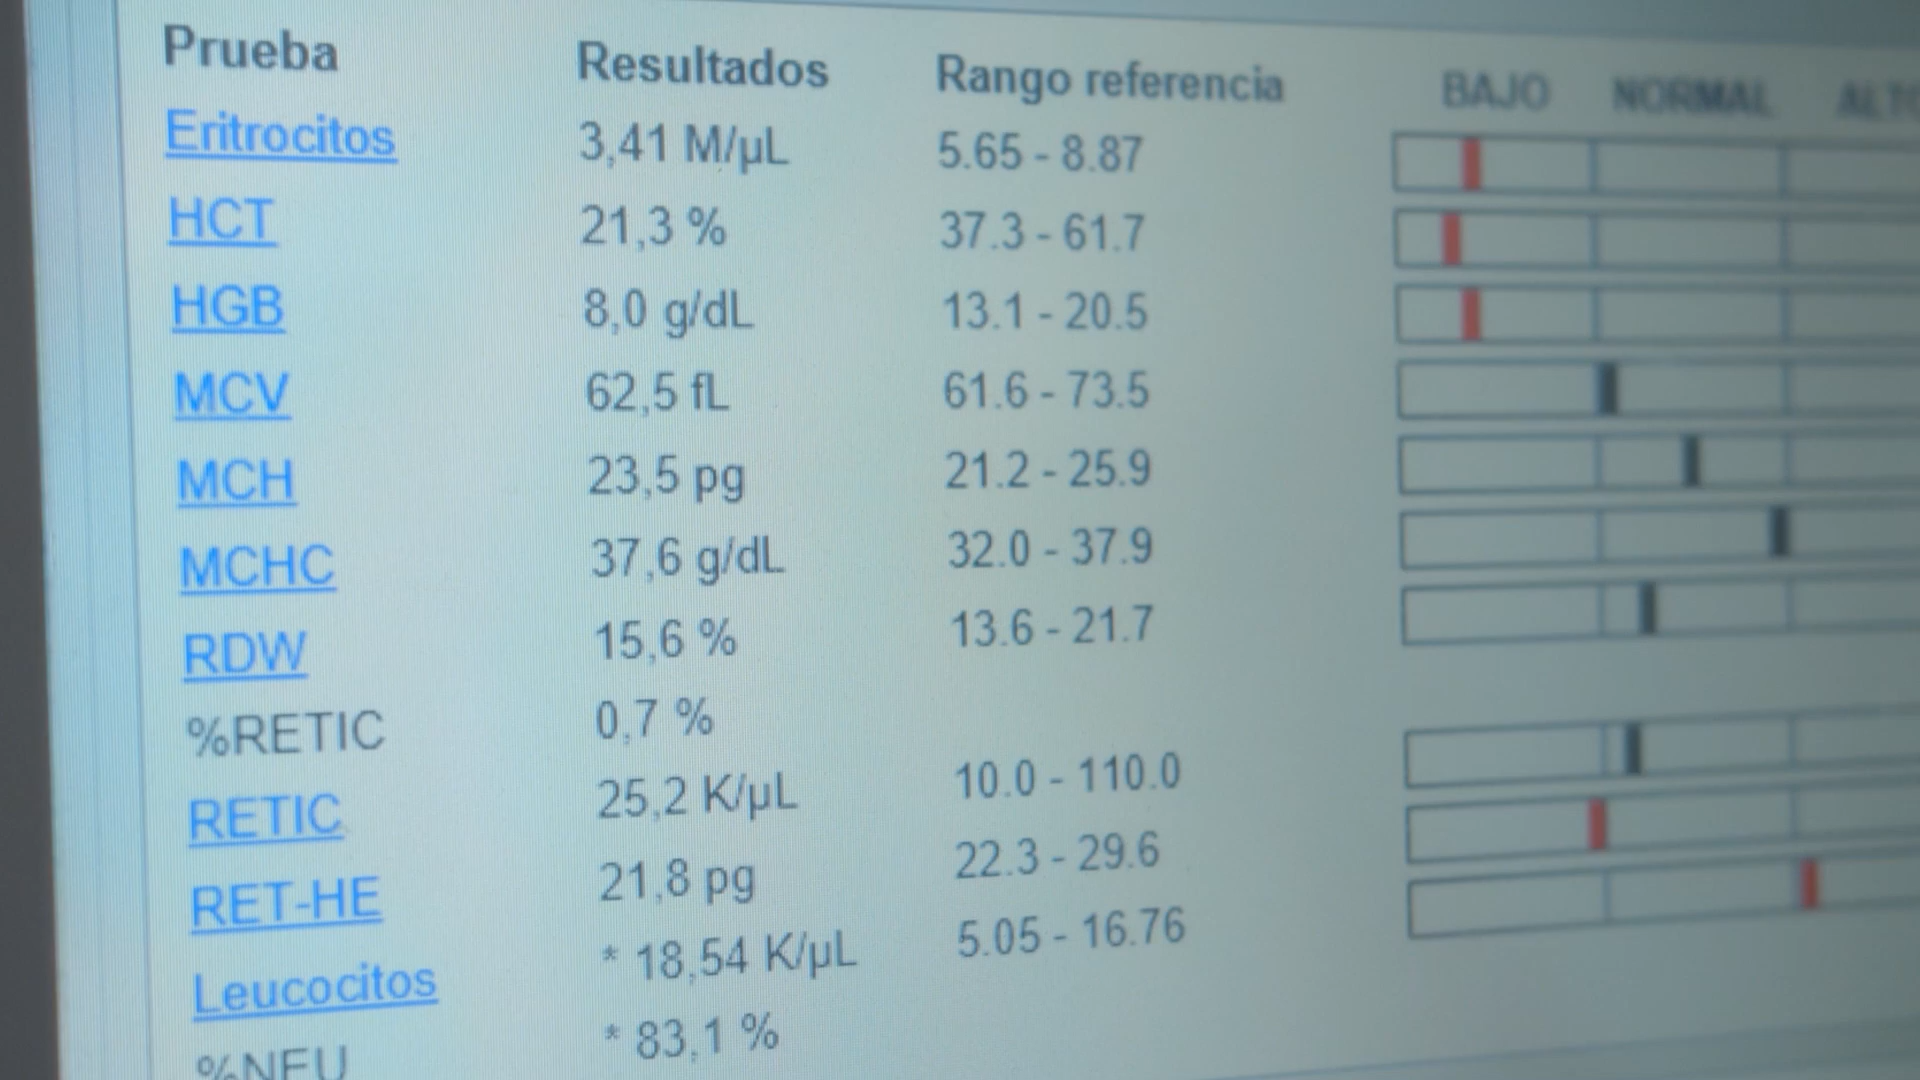 Prueba Resultados Rango referencia BAJO NORMAL ALTO
Eritrocitos 3,41 M/µL 5.65 - 8.87
HCT 21,3 % 37.3 - 61.7
HGB 8,0 g/dL 13.1 - 20.5
MCV 62,5 fL 61.6 - 73.5
MCH 23,5 pg 21.2 - 25.9
MCHC 37,6 g/dL 32.0 - 37.9
RDW 15,6 % 13.6 - 21.7
%RETIC 0,7 %
RETIC 25,2 K/µL 10.0 - 110.0
RET-HE 21,8 pg 22.3 - 29.6
Leucocitos * 18,54 K/µL 5.05 - 16.76
%NEU * 83,1 %